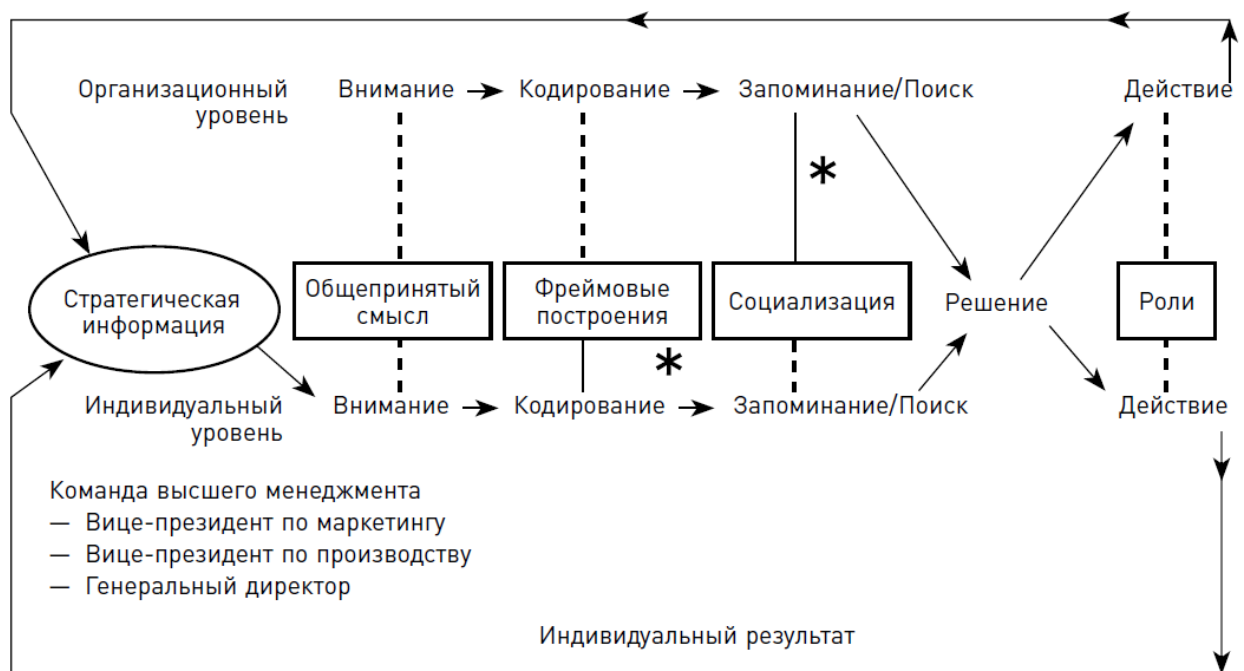 Организационный
уровень
Внимание
Кодирование
Запоминание/Поиск
Действие
Стратегическая
информация
Общепринятый
смысл
Фреймовые
построения
*
Социализация
*
Решение
Роли
Индивидуальный
уровень
Внимание
Кодирование
Запоминание/Поиск
Действие
Команда высшего менеджмента
— Вице-президент по маркетингу
— Вице-президент по производству
— Генеральный директор
Индивидуальный результат